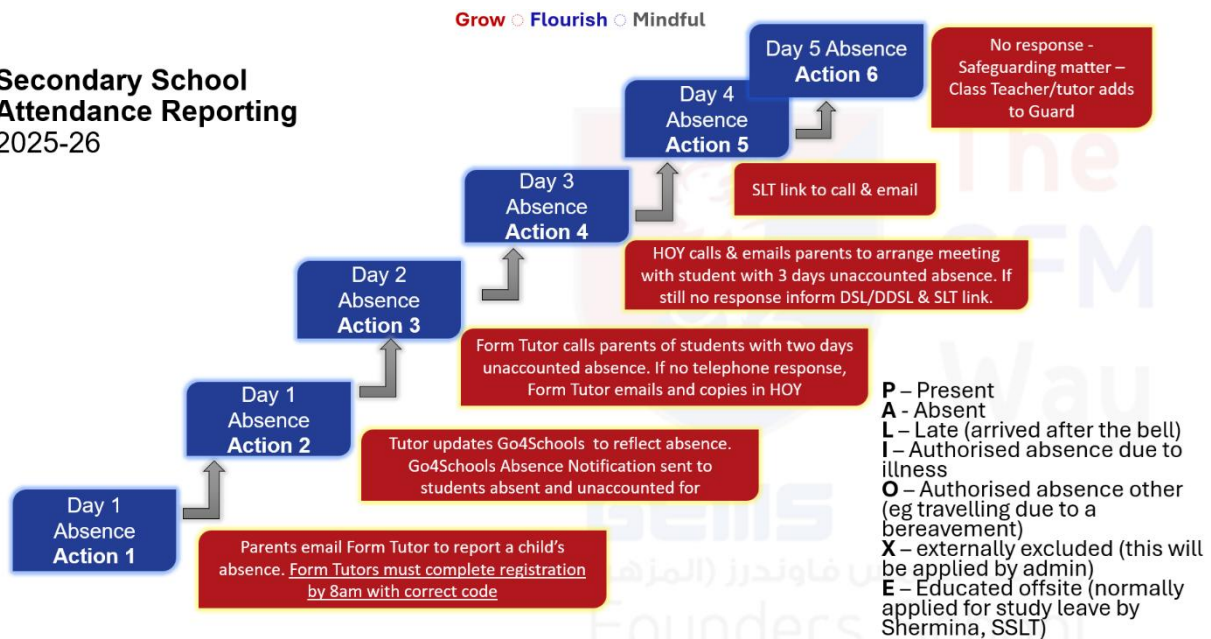 Grow ◌ Flourish ◌ Mindful
Secondary School
Attendance Reporting
2025-26
Day 1
Absence
Action 1
Parents email Form Tutor to report a child's
absence. Form Tutors must complete registration
by 8am with correct code
Day 1
Absence
Action 2
Tutor updates Go4Schools to reflect absence.
Go4Schools Absence Notification sent to
students absent and unaccounted for
Day 2
Absence
Action 3
Form Tutor calls parents of students with two days
unaccounted absence. If no telephone response,
Form Tutor emails and copies in HOY
Day 3
Absence
Action 4
HOY calls & emails parents to arrange meeting
with student with 3 days unaccounted absence. If
still no response inform DSL/DDSL & SLT link.
Day 4
Absence
Action 5
SLT link to call & email
Day 5 Absence
Action 6
No response -
Safeguarding matter –
Class Teacher/tutor adds
to Guard
P – Present
A - Absent
L – Late (arrived after the bell)
I – Authorised absence due to
illness
O – Authorised absence other
(eg travelling due to a
bereavement)
X – externally excluded (this will
be applied by admin)
E – Educated offsite (normally
applied for study leave by
Shermina, SSLT)
The
Way
GEMS
Founders